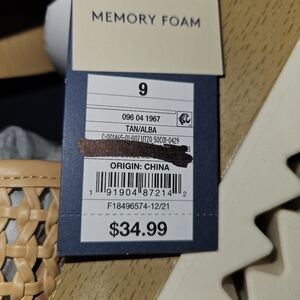 MEMORY FOAM
9
096 04 1967
TAN/ALBA
ORIGIN: CHINA
1 91904 87214 2
F18496574-12/21
$34.99